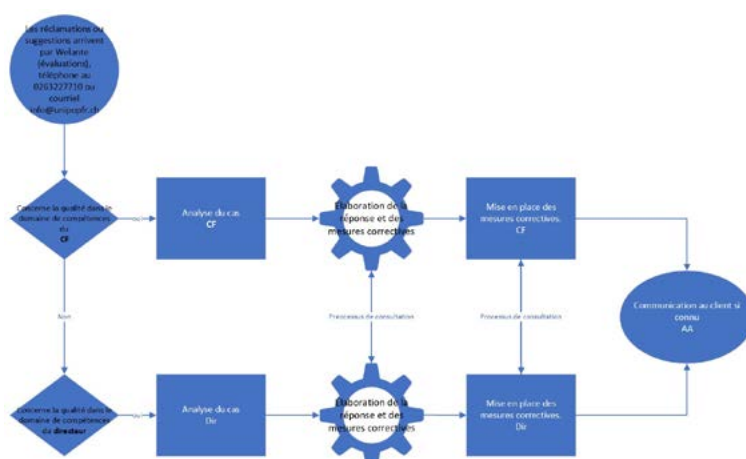 Les réclamations ou
suggestions arrivent
par Welante
(évaluations),
téléphone au
0263227710 ou
courriel
info@unipopfr.ch
Concerne la qualité dans le
domaine de compétences
du
CF
Oui
Analyse du cas
CF
Élaboration de la
réponse et des
mesures correctives
Mise en place des
mesures correctives.
CF
Communication au client si
connu
AA
Non
Processus de consultation
Processus de consultation
Concerne la qualité dans le
domaine de compétences
du directeur
Oui
Analyse du cas
Dir
Élaboration de la
réponse et des
mesures correctives
Mise en place des
mesures correctives.
Dir